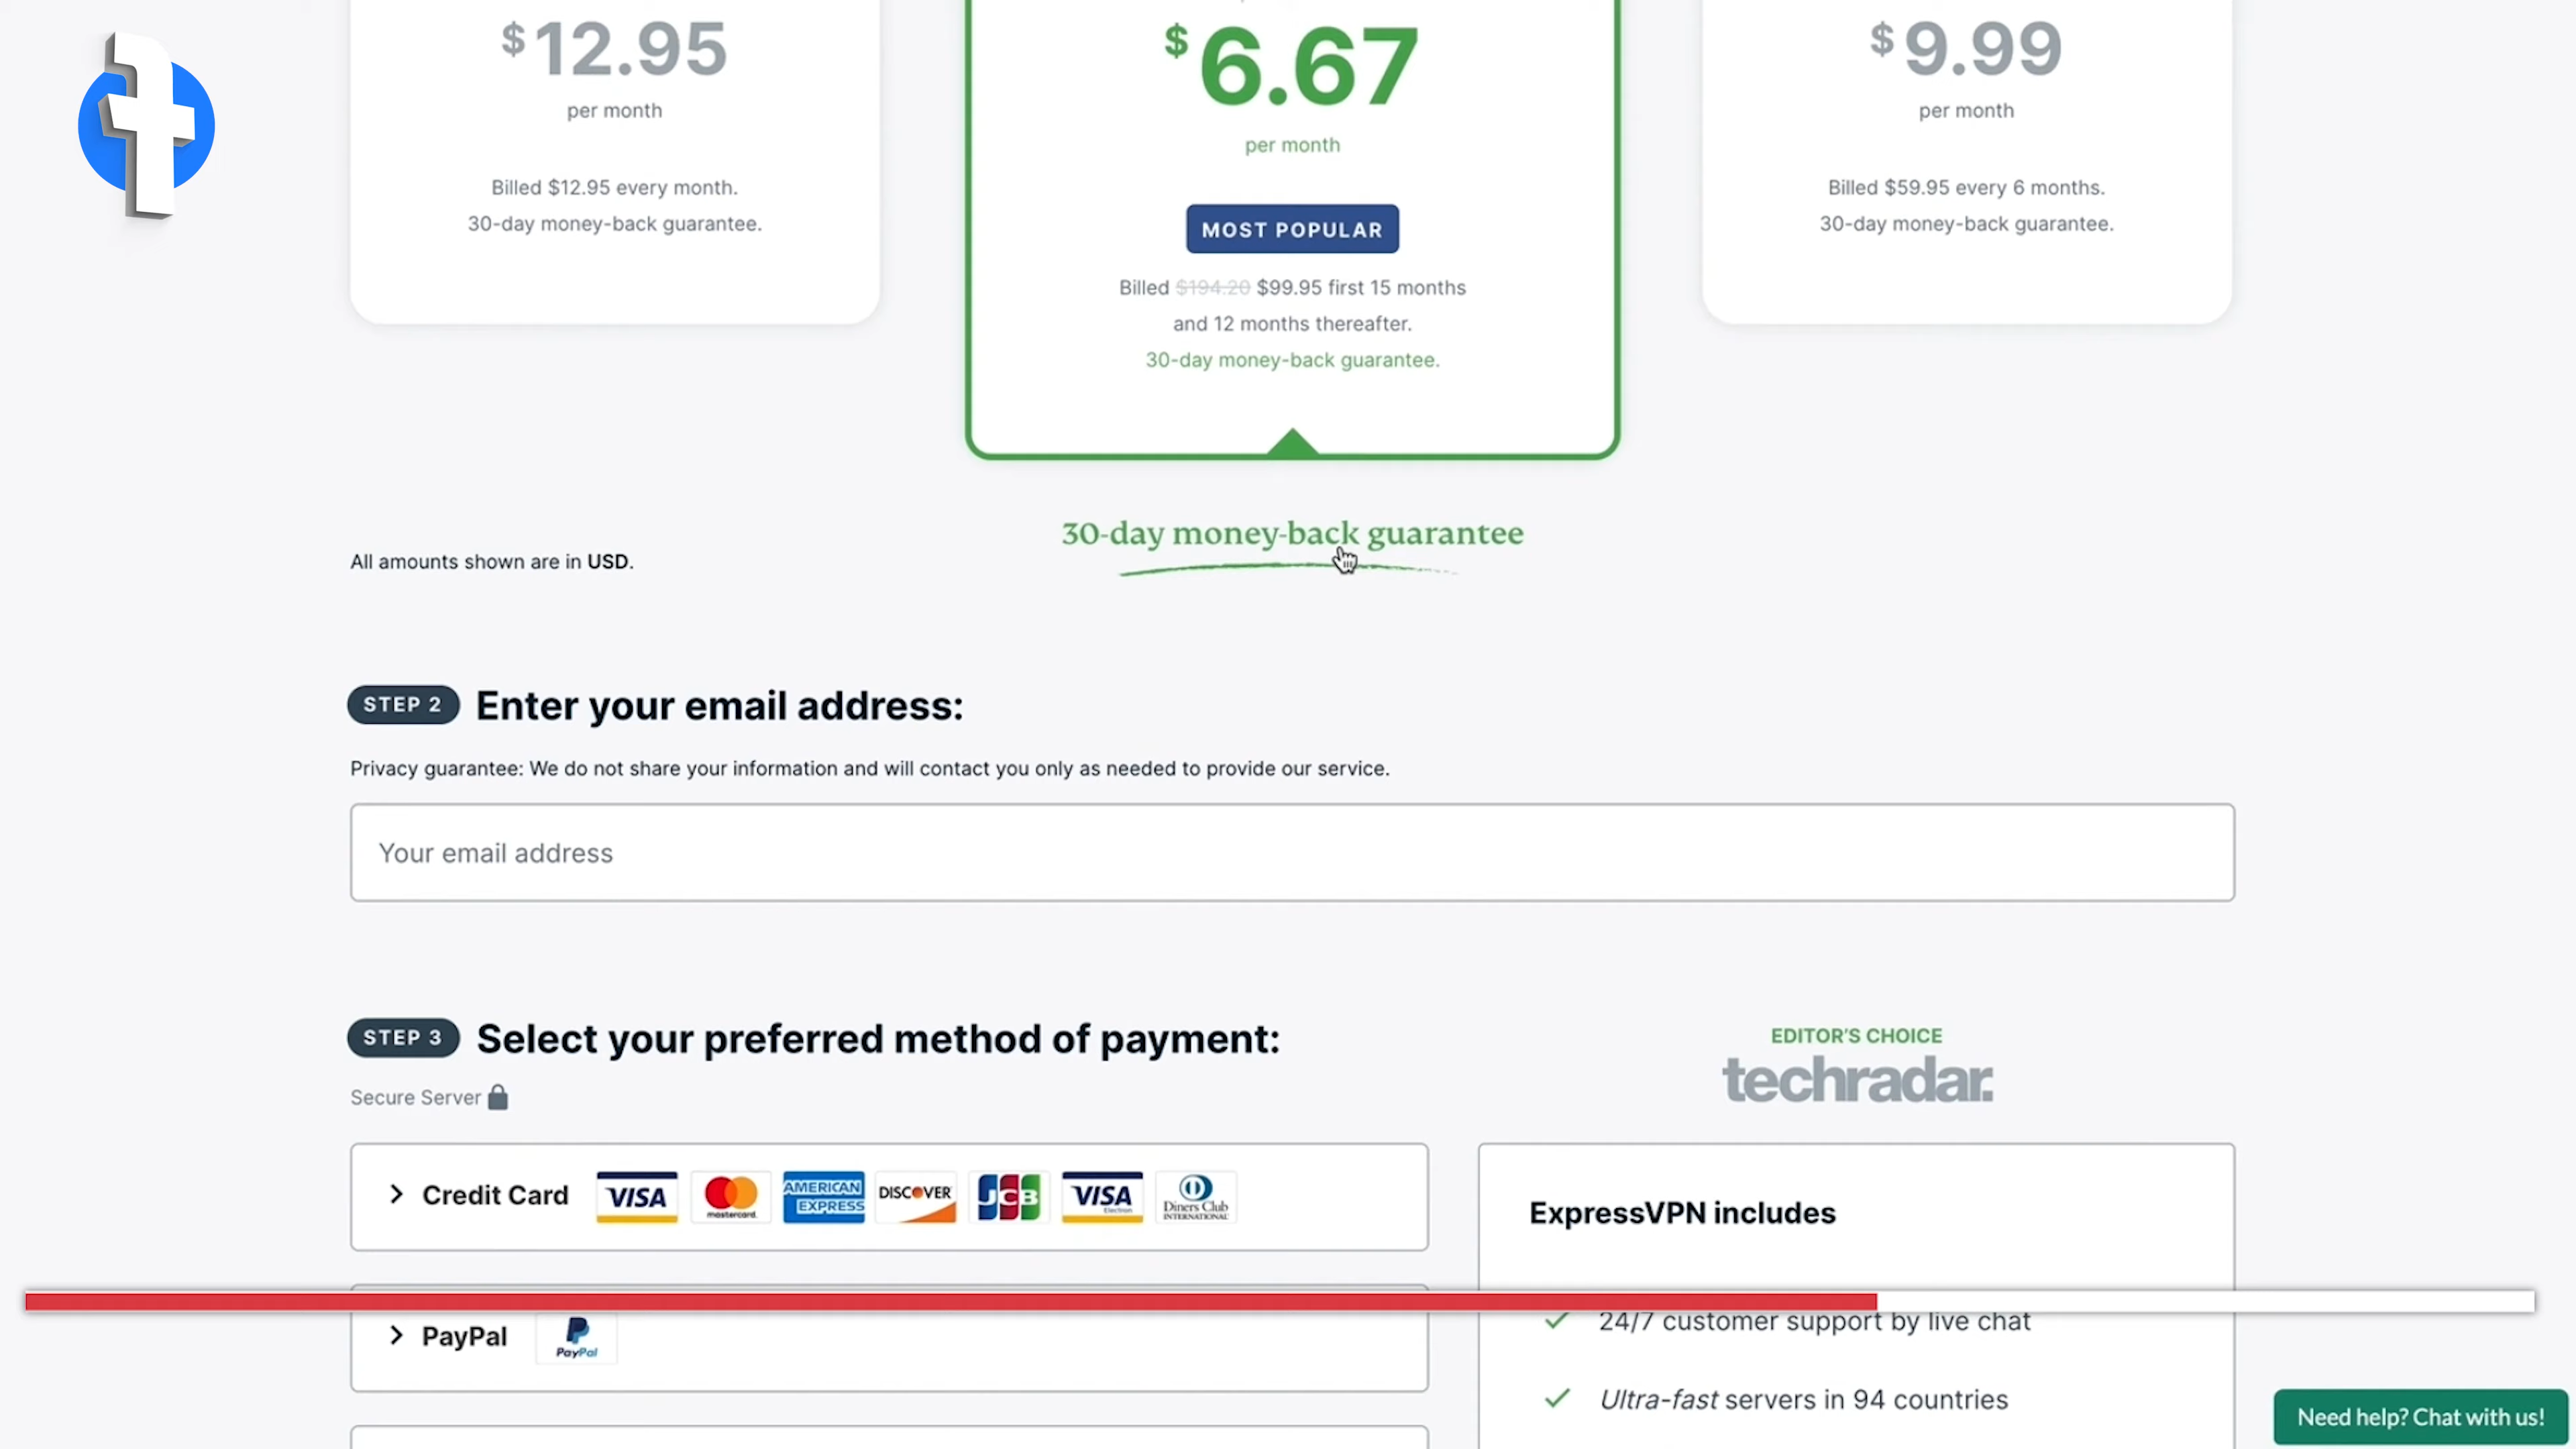 $12.95
per month
Billed $12.95 every month.
30-day money-back guarantee.
$6.67
per month
MOST POPULAR
Billed $194.20 $99.95 first 15 months
and 12 months thereafter.
30-day money-back guarantee.
$9.99
per month
Billed $59.95 every 6 months.
30-day money-back guarantee.
30-day money-back guarantee
All amounts shown are in USD.
STEP 2 Enter your email address:
Privacy guarantee: We do not share your information and will contact you only as needed to provide our service.
Your email address
STEP 3 Select your preferred method of payment:
Secure Server
EDITOR'S CHOICE
techradar.
Credit Card VISA mastercard. AMERICAN EXPRESS DISCOVER JCB VISA Electron Diners Club INTERNATIONAL
PayPal PayPal
ExpressVPN includes
24/7 customer support by live chat
Ultra-fast servers in 94 countries
Need help? Chat with us!